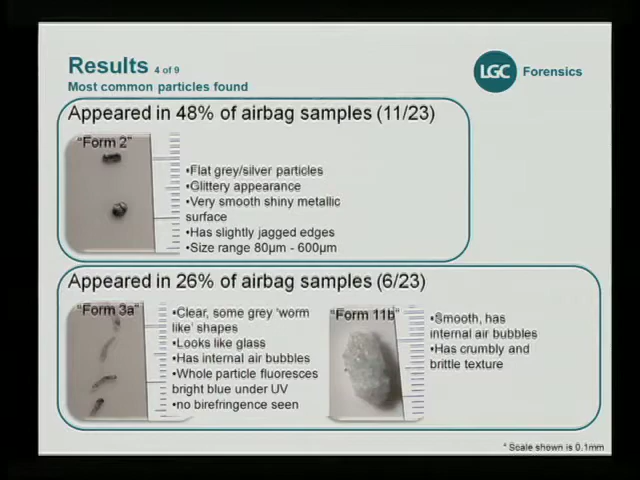 Results 4 of 9
Most common particles found
LGC Forensics
Appeared in 48% of airbag samples (11/23)
"Form 2"
•Flat grey/silver particles
•Glittery appearance
•Very smooth shiny metallic
surface
•Has slightly jagged edges
•Size range 80µm - 600µm
Appeared in 26% of airbag samples (6/23)
"Form 3a"
•Clear, some grey 'worm
like' shapes
•Looks like glass
•Has internal air bubbles
•Whole particle fluoresces
bright blue under UV
•no birefringence seen
"Form 11b"
•Smooth, has
internal air bubbles
•Has crumbly and
brittle texture
* Scale shown is 0.1mm